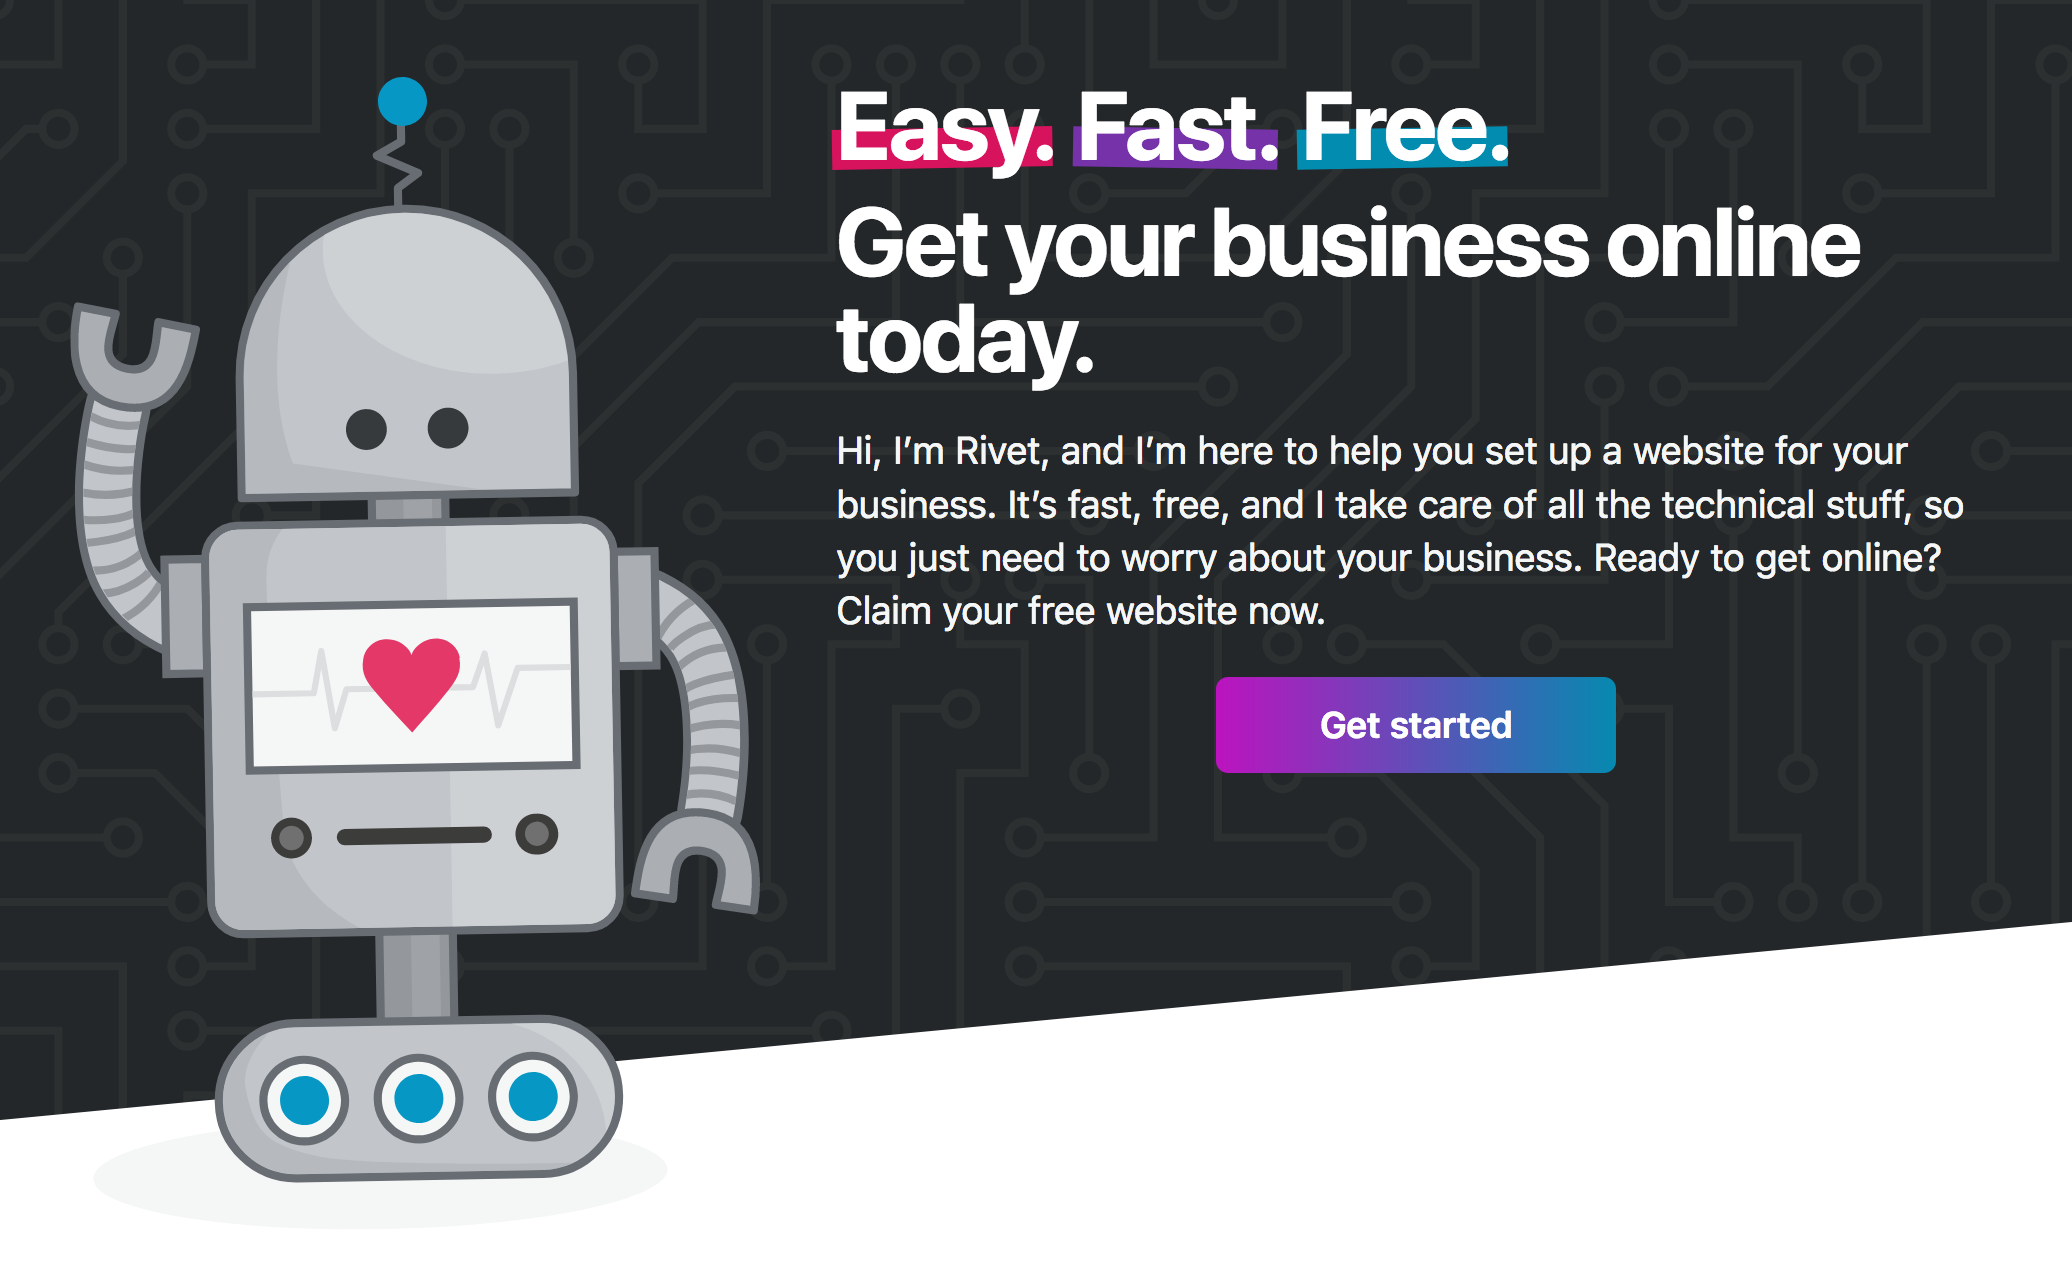 Easy. Fast. Free.
Get your business online
today.
Hi, I’m Rivet, and I’m here to help you set up a website for your
business. It’s fast, free, and I take care of all the technical stuff, so
you just need to worry about your business. Ready to get online?
Claim your free website now.
Get started